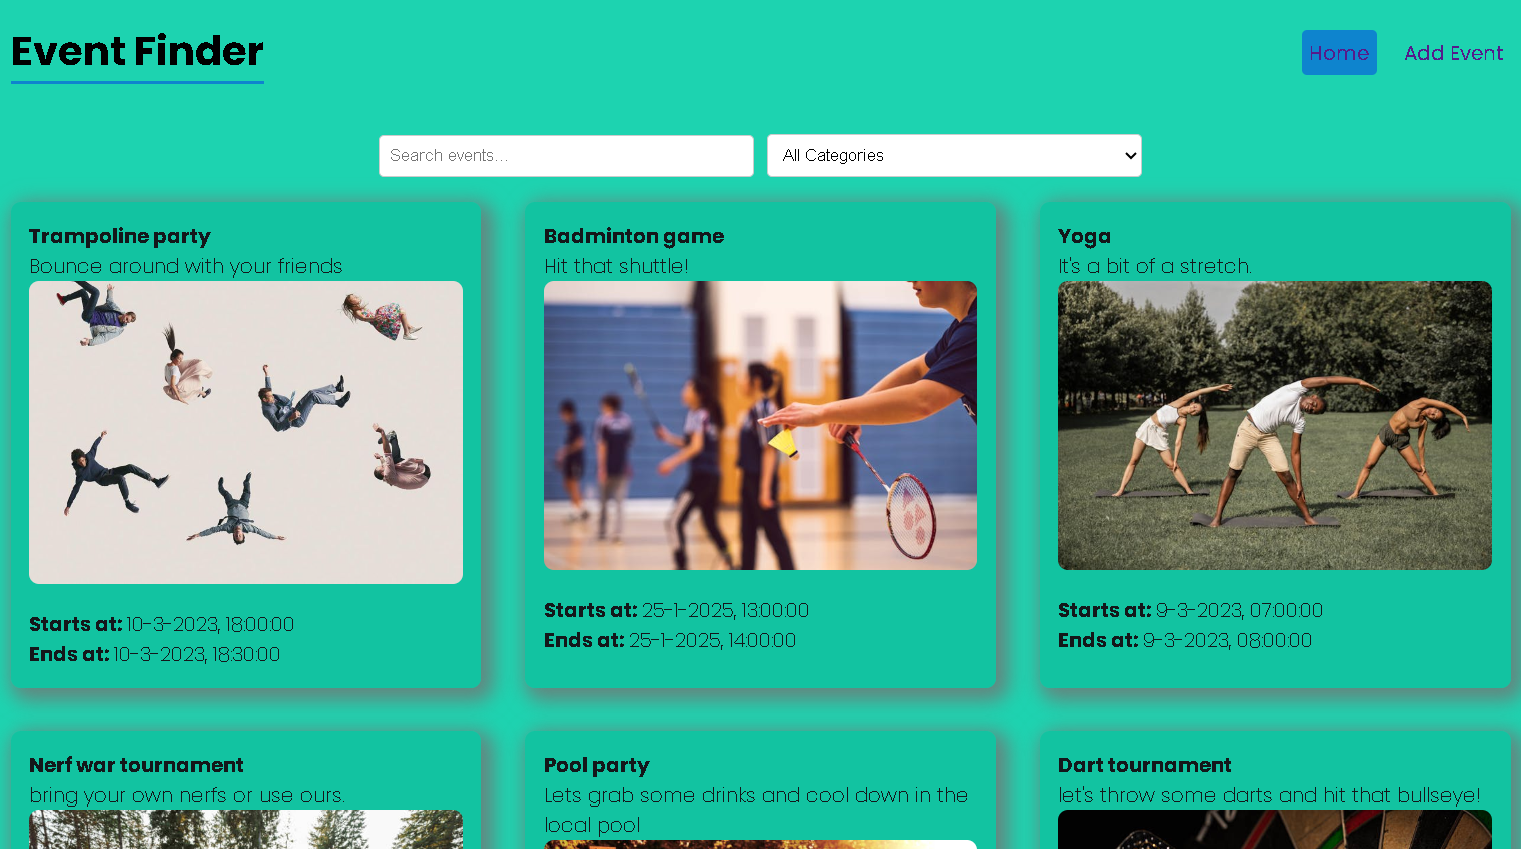 Event Finder
Home
Add Event
Search events...
All Categories
Trampoline party
Bounce around with your friends
Starts at: 10-3-2023, 18:00:00
Ends at: 10-3-2023, 18:30:00
Badminton game
Hit that shuttle!
Starts at: 25-1-2025, 13:00:00
Ends at: 25-1-2025, 14:00:00
Yoga
It's a bit of a stretch.
Starts at: 9-3-2023, 07:00:00
Ends at: 9-3-2023, 08:00:00
Nerf war tournament
bring your own nerfs or use ours.
Pool party
Lets grab some drinks and cool down in the
local pool
Dart tournament
let's throw some darts and hit that bullseye!